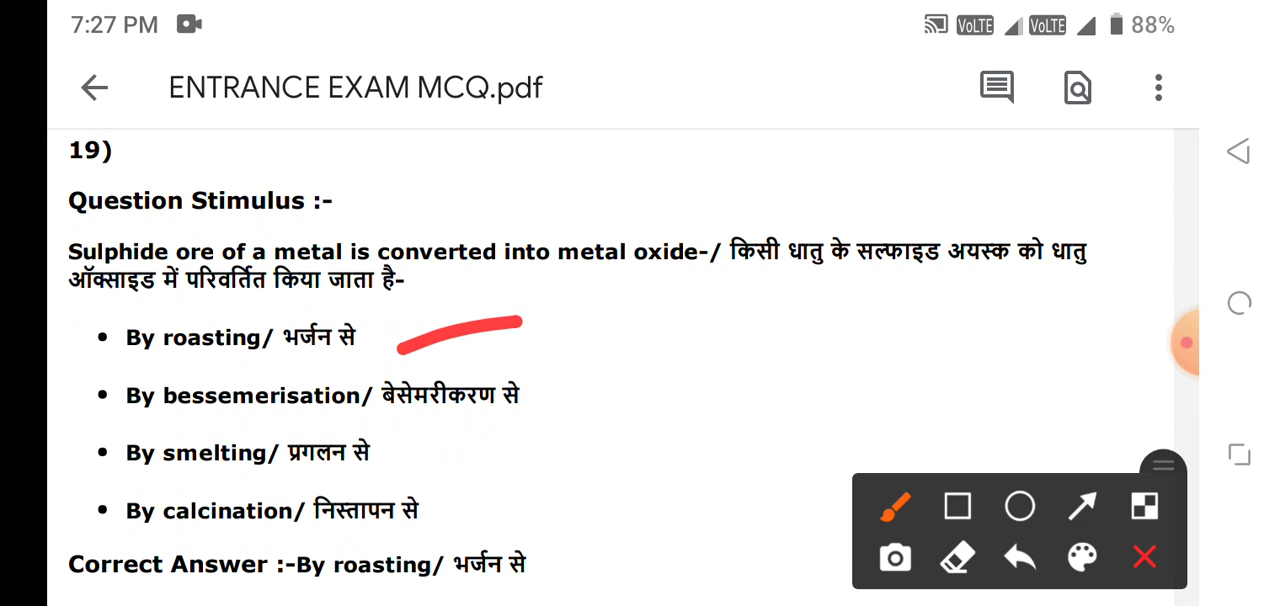 7:27 PM VoLTE VoLTE 88%
ENTRANCE EXAM MCQ.pdf
19)
Question Stimulus :-
Sulphide ore of a metal is converted into metal oxide-/ किसी धातु के सल्फाइड अयस्क को धातु
ऑक्साइड में परिवर्तित किया जाता है-
• By roasting/ भर्जन से
• By bessemerisation/ बेसेमरीकरण से
• By smelting/ प्रगलन से
• By calcination/ निस्तापन से
Correct Answer :-By roasting/ भर्जन से